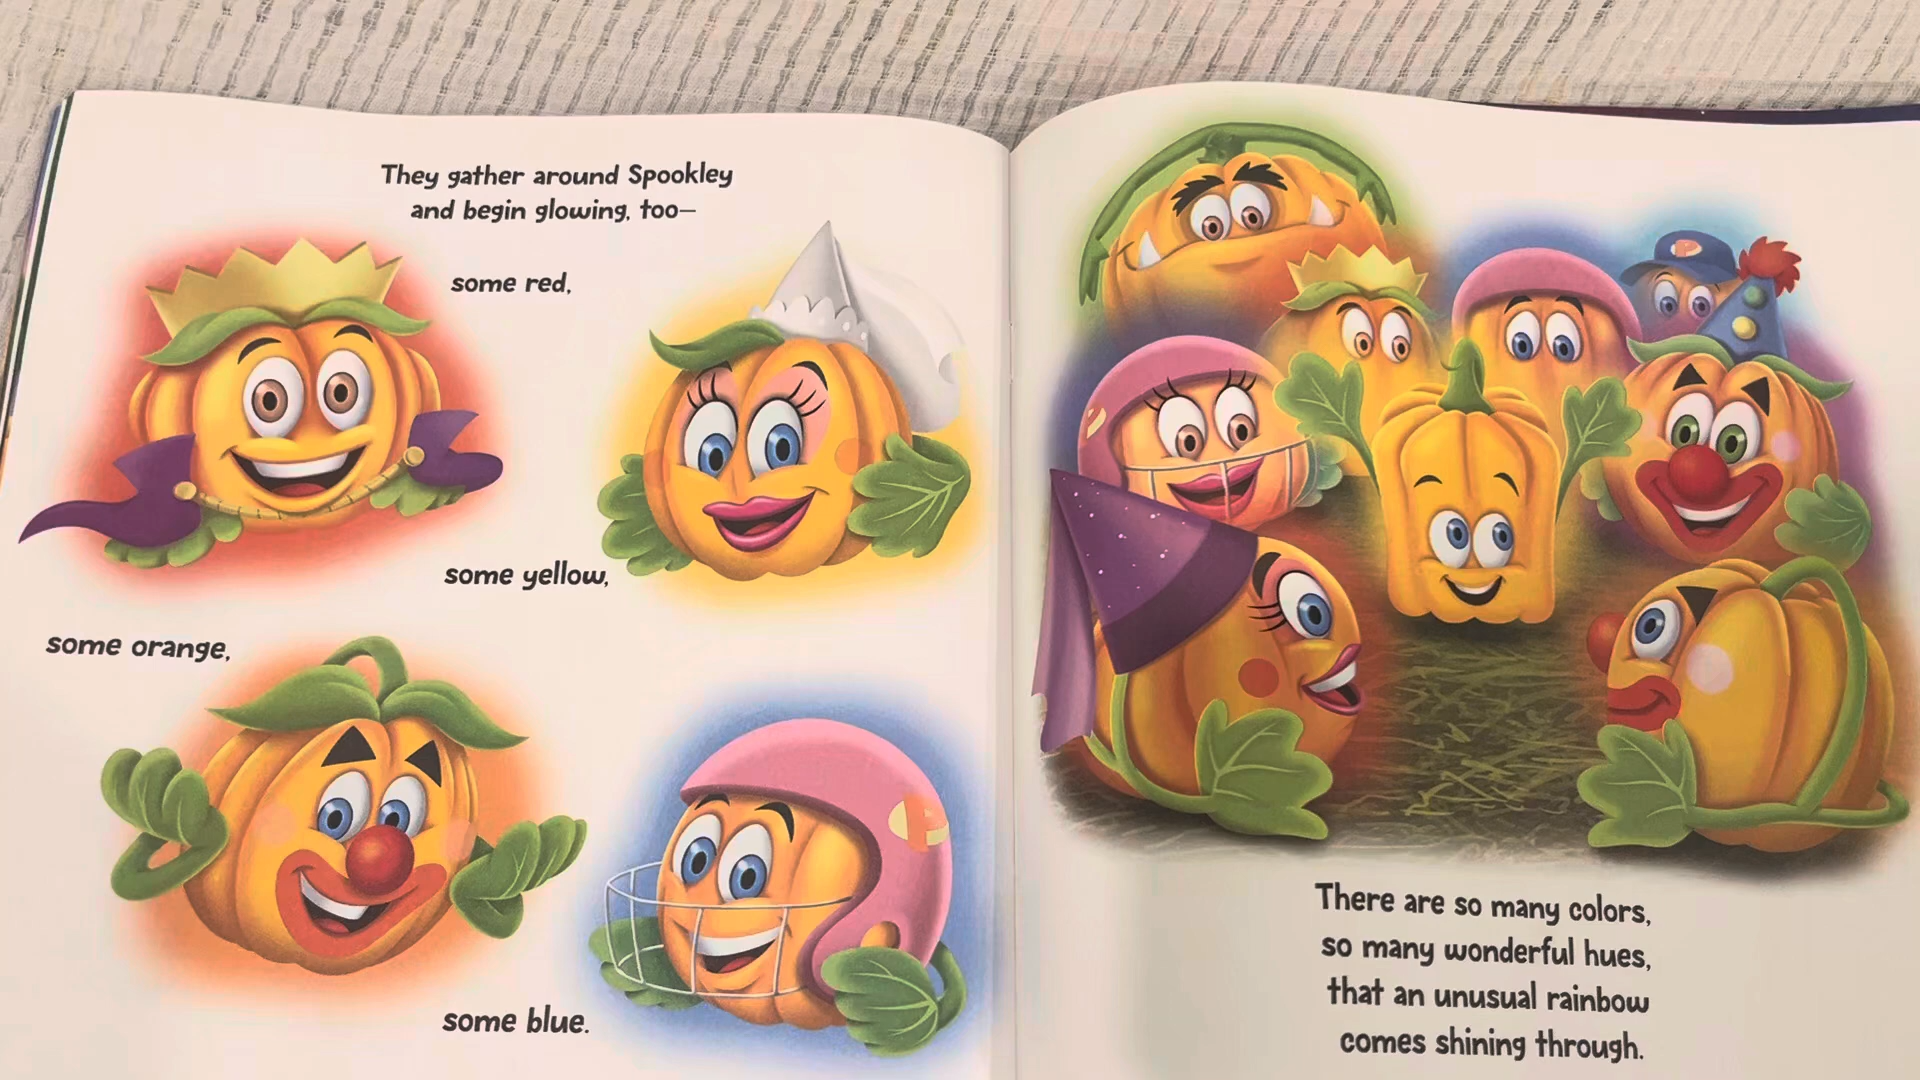 They gather around Spookley
and begin glowing, too—
some red,
some yellow,
some orange,
some blue.
P
P
There are so many colors,
so many wonderful hues,
that an unusual rainbow
comes shining through.